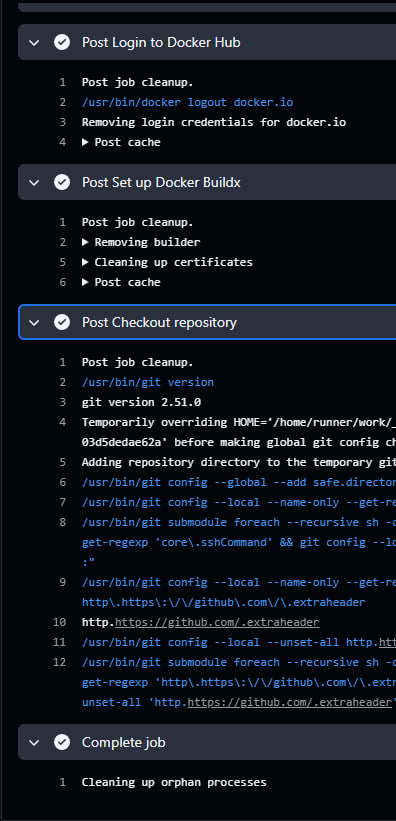 Post Login to Docker Hub
1 Post job cleanup.
2 /usr/bin/docker logout docker.io
3 Removing login credentials for docker.io
4 ▶ Post cache
Post Set up Docker Buildx
1 Post job cleanup.
2 ▶ Removing builder
5 ▶ Cleaning up certificates
6 ▶ Post cache
Post Checkout repository
1 Post job cleanup.
2 /usr/bin/git version
3 git version 2.51.0
4 Temporarily overriding HOME='/home/runner/work/_
03d5dedae62a' before making global git config ch
5 Adding repository directory to the temporary git
6 /usr/bin/git config --global --add safe.director
7 /usr/bin/git config --local --name-only --get-re
8 /usr/bin/git submodule foreach --recursive sh -c
get-regexp 'core\.sshCommand' && git config --lo
:"
9 /usr/bin/git config --local --name-only --get-re
http\.https\:\/\/github\.com\/\.extraheader
10 http.https://github.com/.extraheader
11 /usr/bin/git config --local --unset-all http.htt
12 /usr/bin/git submodule foreach --recursive sh -c
get-regexp 'http\.https\:\/\/github\.com\/\.extr
unset-all 'http.https://github.com/.extraheader'
Complete job
1 Cleaning up orphan processes